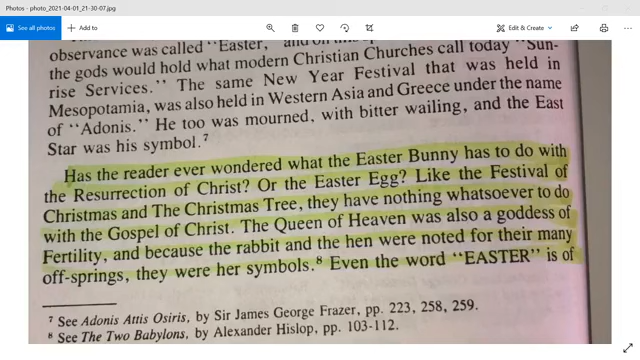 Photos - photo_2021-04-01_21-30-07.jpg
See all photos
Add to
Edit & Create
observance was called "Easter,
the gods would hold what modern Christian Churches call today "Sun-
rise Services." The same New Year Festival that was held in
Mesopotamia, was also held in Western Asia and Greece under the name
of "Adonis." He too was mourned, with bitter wailing, and the East
Star was his symbol.⁷
Has the reader ever wondered what the Easter Bunny has to do with
the Resurrection of Christ? Or the Easter Egg? Like the Festival of
Christmas and The Christmas Tree, they have nothing whatsoever to do
with the Gospel of Christ. The Queen of Heaven was also a goddess of
Fertility, and because the rabbit and the hen were noted for their many
off-springs, they were her symbols.⁸ Even the word "EASTER" is of
⁷ See Adonis Attis Osiris, by Sir James George Frazer, pp. 223, 258, 259.
⁸ See The Two Babylons, by Alexander Hislop, pp. 103-112.